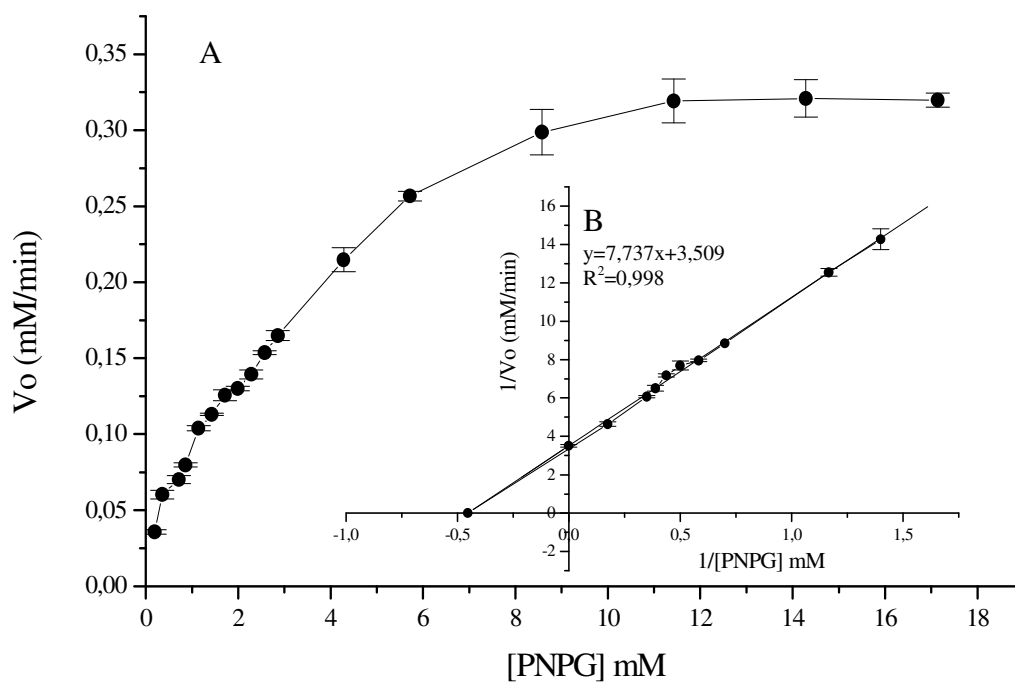 A
0,35
0,30
0,25
0,20
0,15
0,10
0,05
0,00
Vo (mM/min)
0 2 4 6 8 10 12 14 16 18
[PNPG] mM
B
y=7,737x+3,509
R²=0,998
16
14
12
10
8
6
4
2
0
-2
1/Vo (mM/min)
-1,0 -0,5 0,0 0,5 1,0 1,5
1/[PNPG] mM